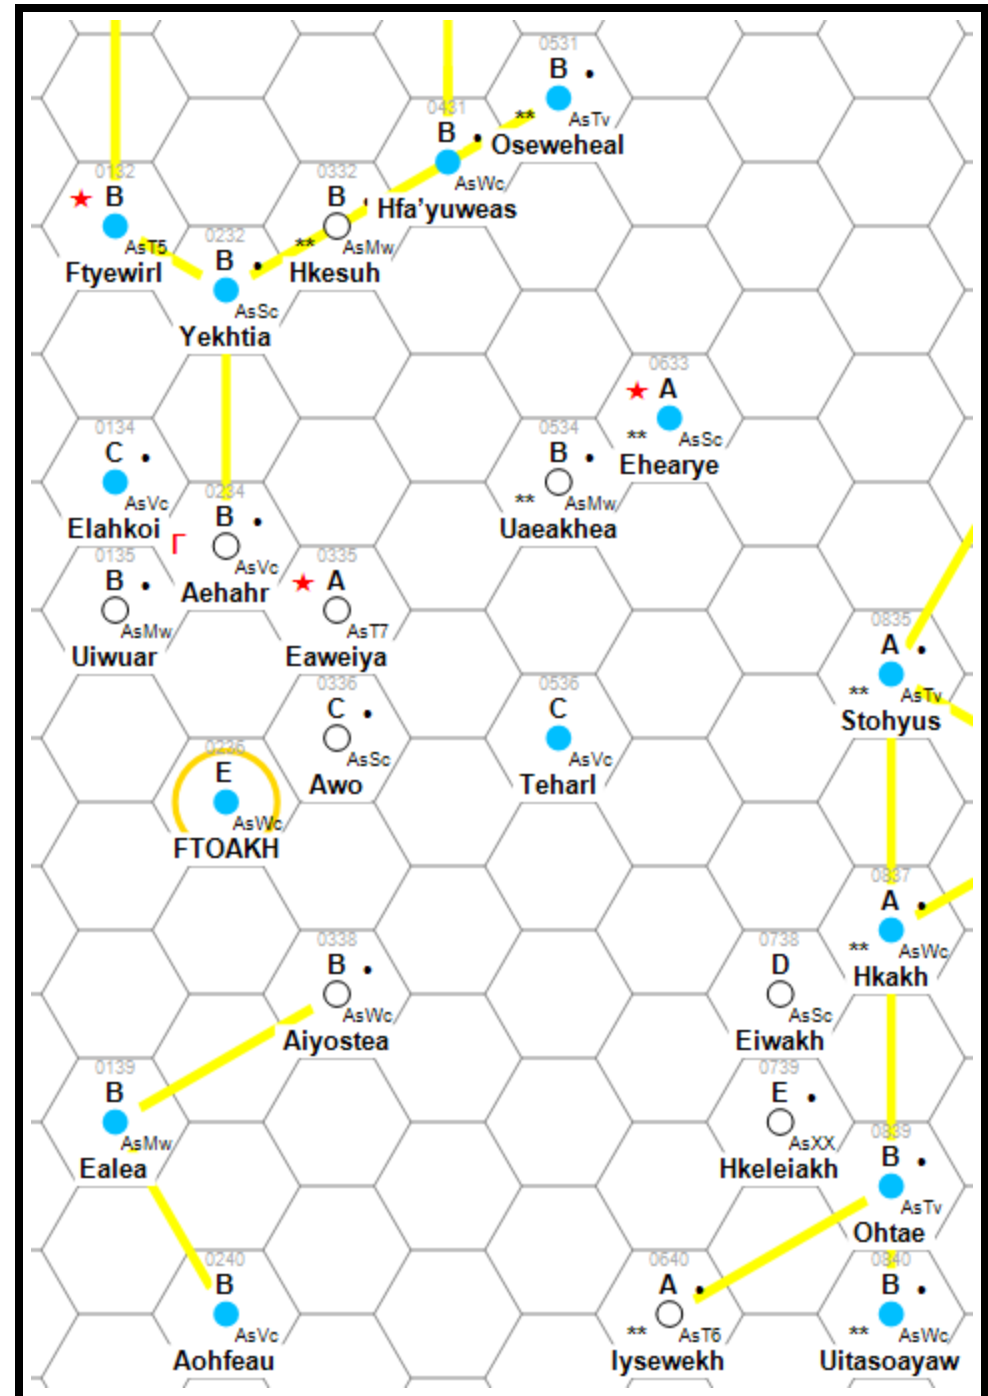 0531
B
AsTv
** Oseweheal
0431
B
AsWc
Hfa'yuweas
0132
★ B
AsT5
Ftyewirl
0332
B
** AsMw
Hkesuh
0232
B
AsSc
Yekhtia
0633
★ A
** AsSc
Ehearye
0134
C
AsVc
Elahkoi
0534
B
** AsMw
Uaeakhea
0234
B
Γ AsVc
Aehahr
0135
B
AsMw
Uiwuar
0335
★ A
AsT7
Eaweiya
0835
A
** AsTv
Stohyus
0336
C
AsSc
Awo
0536
C
AsVc
Teharl
0236
E
AsWc
FTOAKH
0837
A
** AsWc
Hkakh
0338
B
AsWc
Aiyostea
0738
D
AsSc
Eiwakh
0139
B
AsMw
Ealea
0739
E
AsXX
Hkeleiakh
0839
B
AsTv
Ohtae
0240
B
AsVc
Aohfeau
0640
A
** AsT6
Iysewekh
0840
B
** AsWc
Uitasoayaw